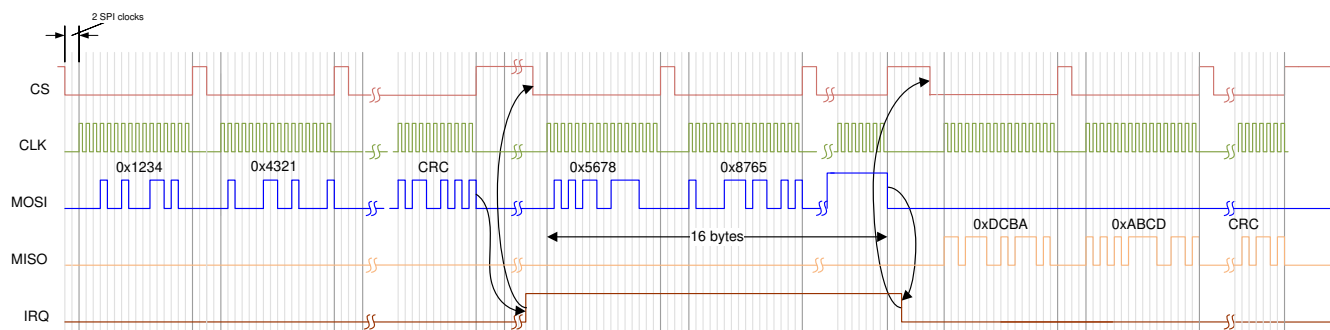 2 SPI clocks
CS
CLK
0x1234
0x4321
CRC
0x5678
0x8765
MOSI
16 bytes
0xDCBA
0xABCD
CRC
MISO
IRQ